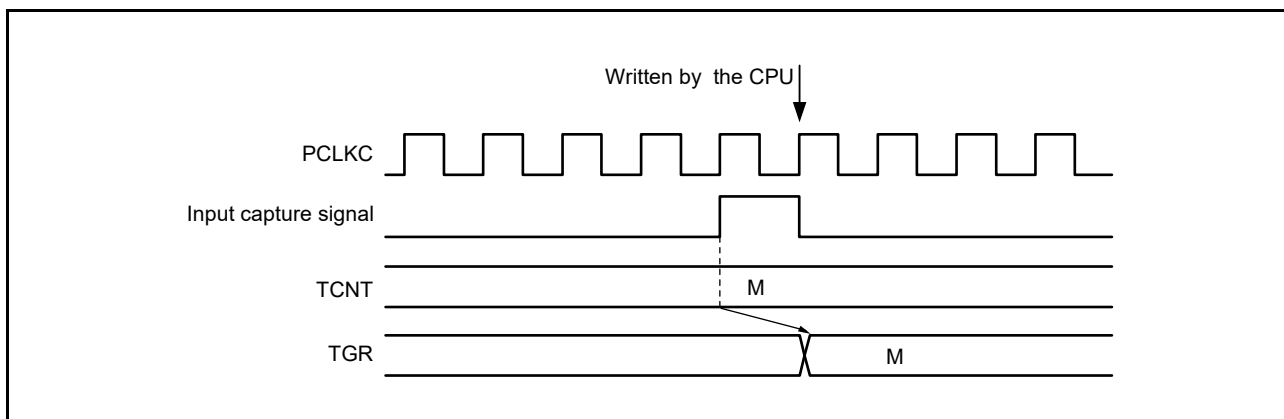 Written by the CPU
PCLKC
Input capture signal
TCNT
M
TGR
M